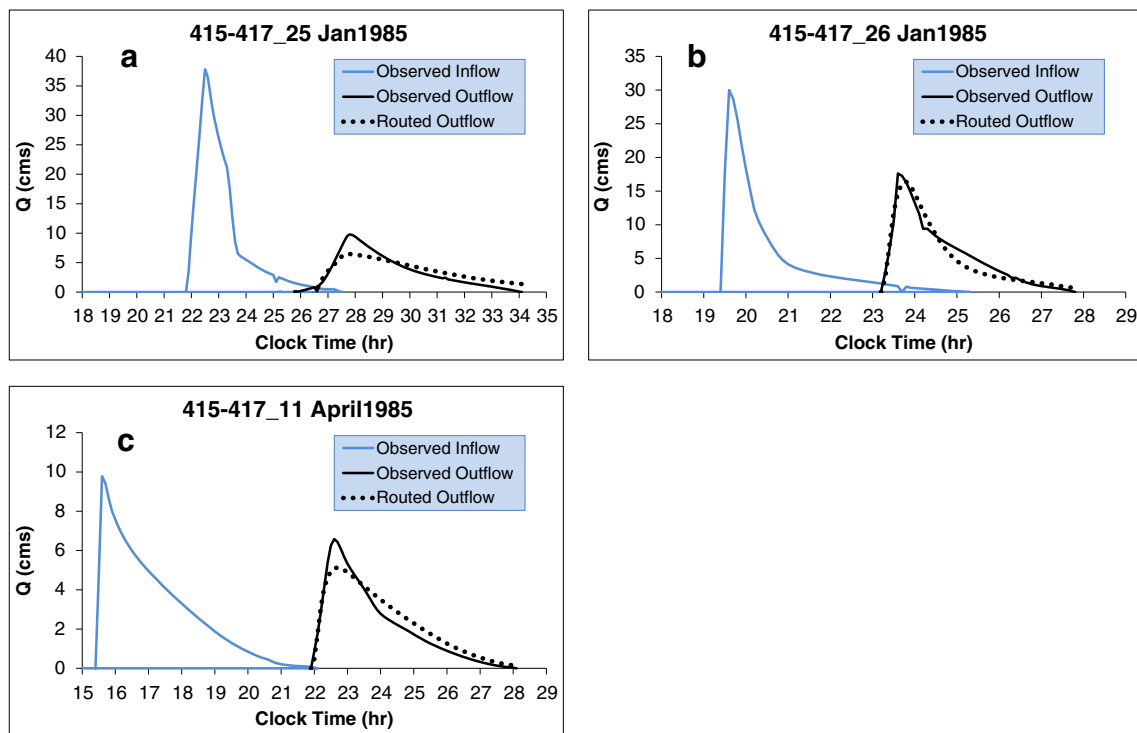 415-417_25 Jan1985
a
Observed Inflow
Observed Outflow
Routed Outflow
Q (cms)
40
35
30
25
20
15
10
5
0
18 19 20 21 22 23 24 25 26 27 28 29 30 31 32 33 34 35
Clock Time (hr)
415-417_26 Jan1985
b
Observed Inflow
Observed Outflow
Routed Outflow
Q (cms)
35
30
25
20
15
10
5
0
18 19 20 21 22 23 24 25 26 27 28 29
Clock Time (hr)
415-417_11 April1985
c
Observed Inflow
Observed Outflow
Routed Outflow
Q (cms)
12
10
8
6
4
2
0
15 16 17 18 19 20 21 22 23 24 25 26 27 28 29
Clock Time (hr)